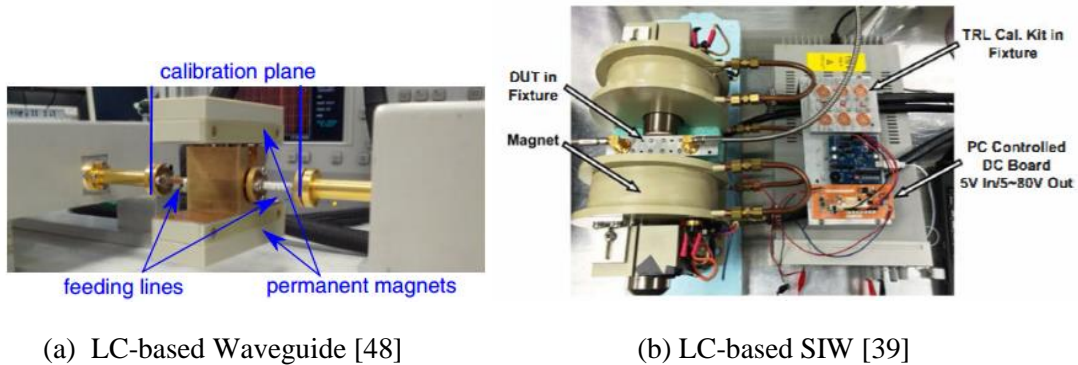 calibration plane
feeding lines
permanent magnets
DUT in
Fixture
Magnet
TRL Cal. Kit in
Fixture
PC Controlled
DC Board
5V In/5~80V Out
(a) LC-based Waveguide [48]
(b) LC-based SIW [39]